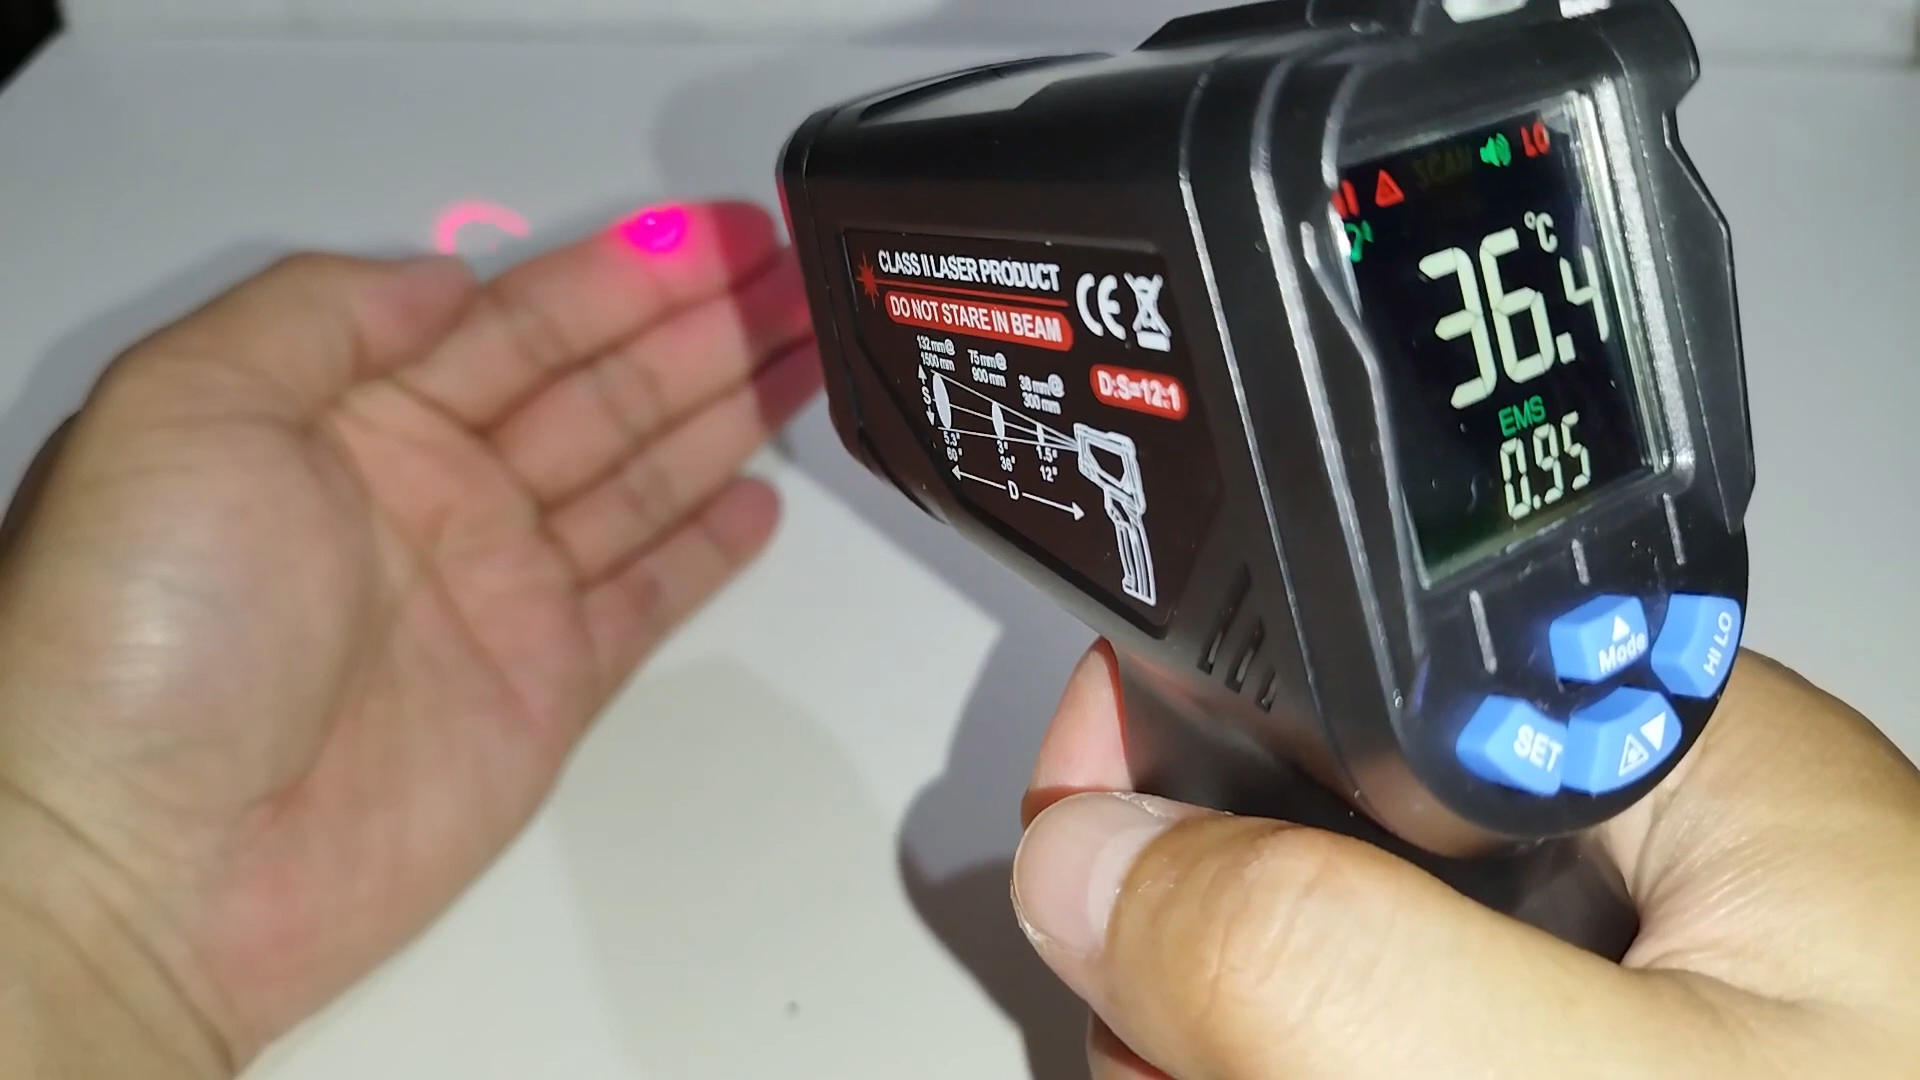 CLASS II LASER PRODUCT
DO NOT STARE IN BEAM
CE
132 mm@
1500 mm
75 mm@
900 mm
38 mm@
300 mm
D:S=12:1
S
5.3"
60"
3"
36"
1.5"
12"
D
SCAN
LO
°C
36.4
EMS
0.95
Mode
HI LO
SET